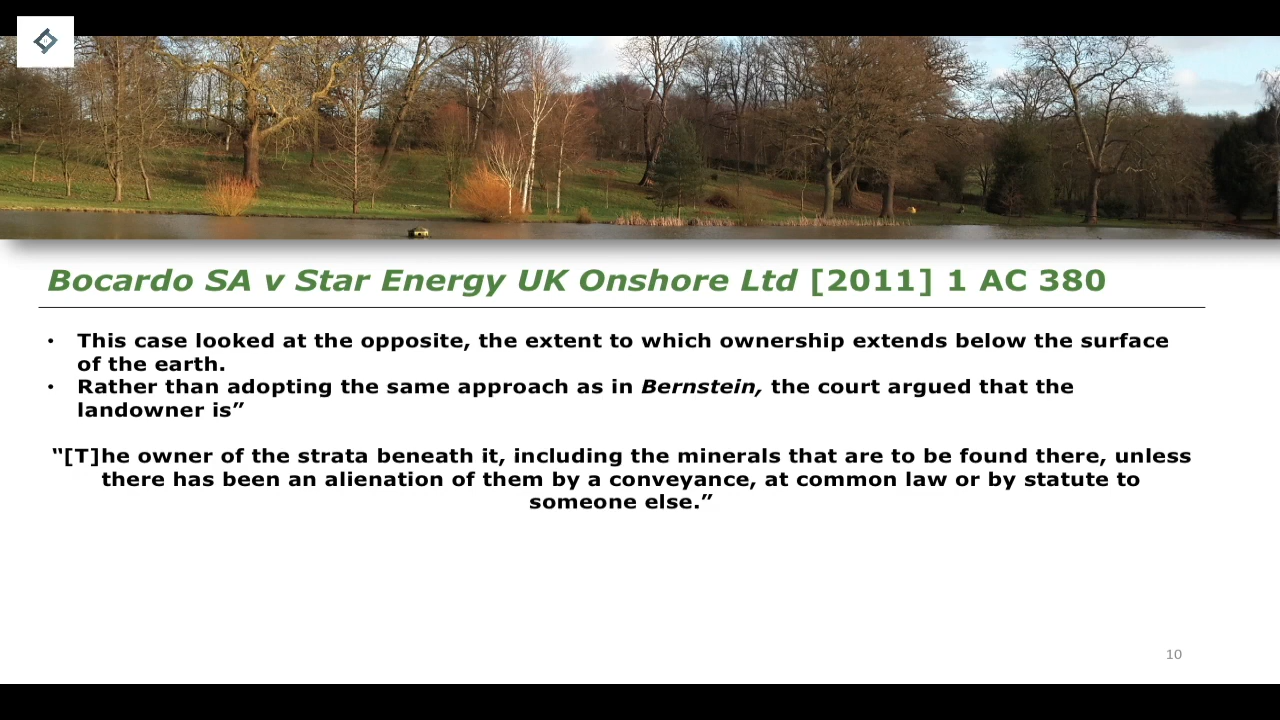 Bocardo SA v Star Energy UK Onshore Ltd [2011] 1 AC 380
• This case looked at the opposite, the extent to which ownership extends below the surface
of the earth.
• Rather than adopting the same approach as in Bernstein, the court argued that the
landowner is”
“[T]he owner of the strata beneath it, including the minerals that are to be found there, unless
there has been an alienation of them by a conveyance, at common law or by statute to
someone else.”
10